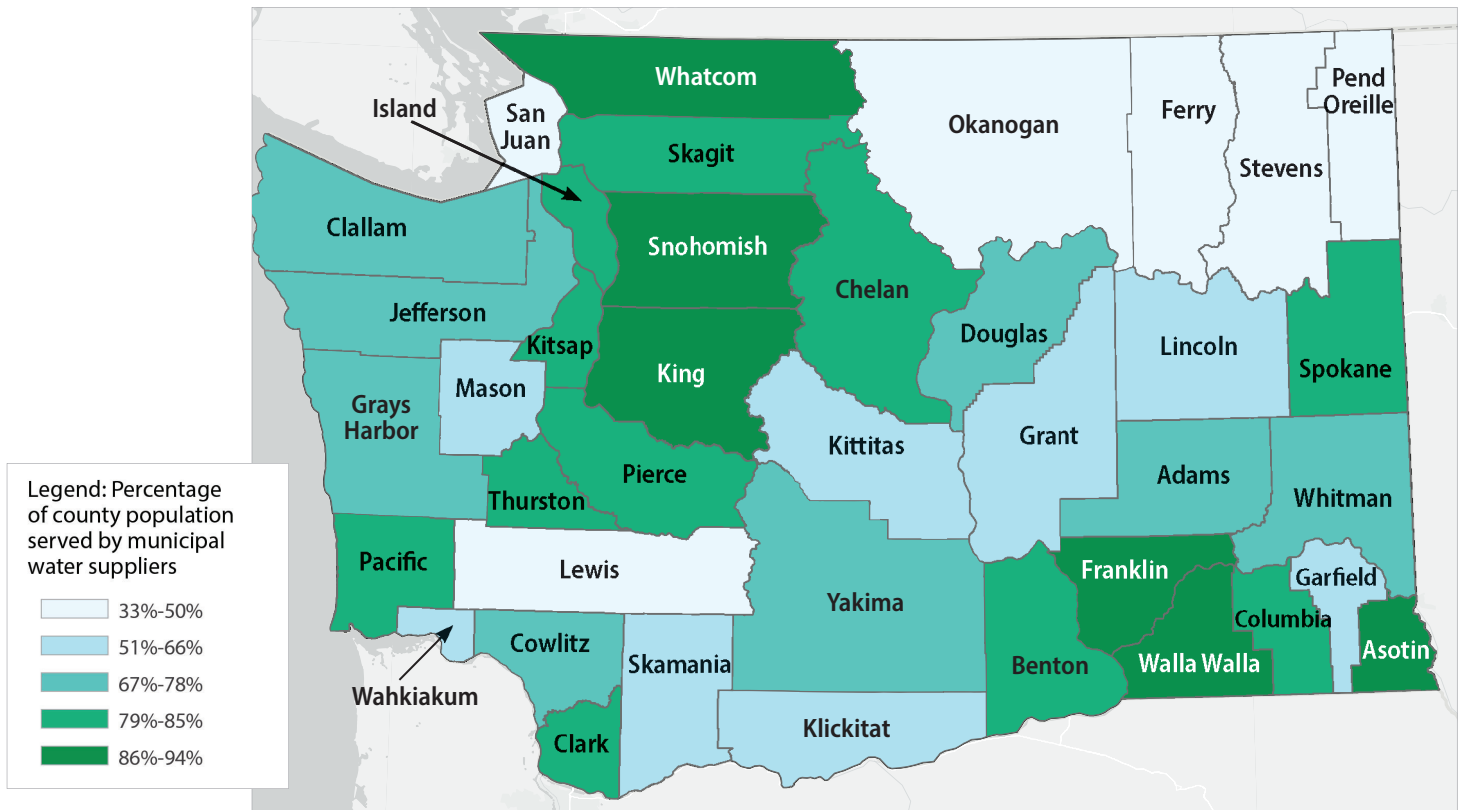 Whatcom
Island
San
Juan
Skagit
Okanogan
Ferry
Pend
Oreille
Stevens
Clallam
Snohomish
Chelan
Jefferson
Kitsap
Douglas
Lincoln
Spokane
Mason
King
Grays
Harbor
Kittitas
Grant
Pierce
Thurston
Adams
Whitman
Legend: Percentage
of county population
served by municipal
water suppliers
33%-50%
51%-66%
67%-78%
79%-85%
86%-94%
Pacific
Lewis
Yakima
Franklin
Garfield
Columbia
Cowlitz
Skamania
Benton
Walla Walla
Asotin
Wahkiakum
Clark
Klickitat